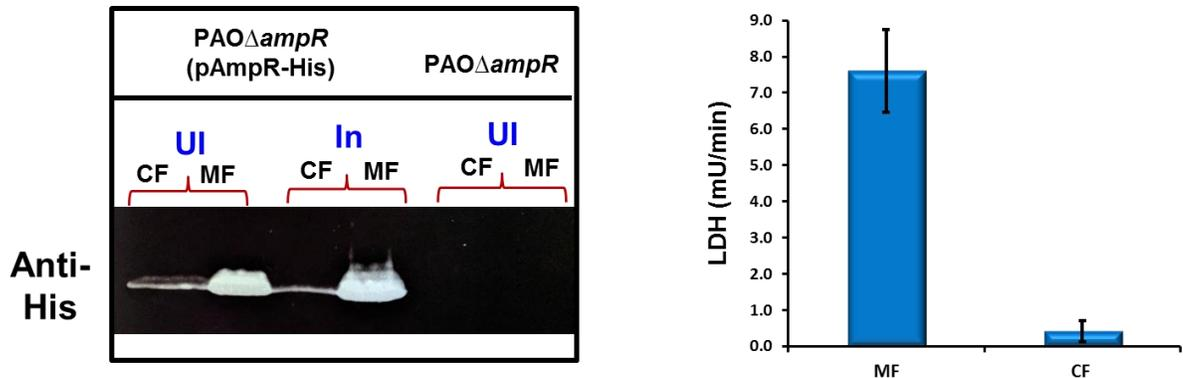 PAOΔampR
(pAmpR-His)
PAOΔampR
UI
In
UI
CF MF
CF MF
CF MF
Anti-
His
LDH (mU/min)
9.0
8.0
7.0
6.0
5.0
4.0
3.0
2.0
1.0
0.0
MF
CF